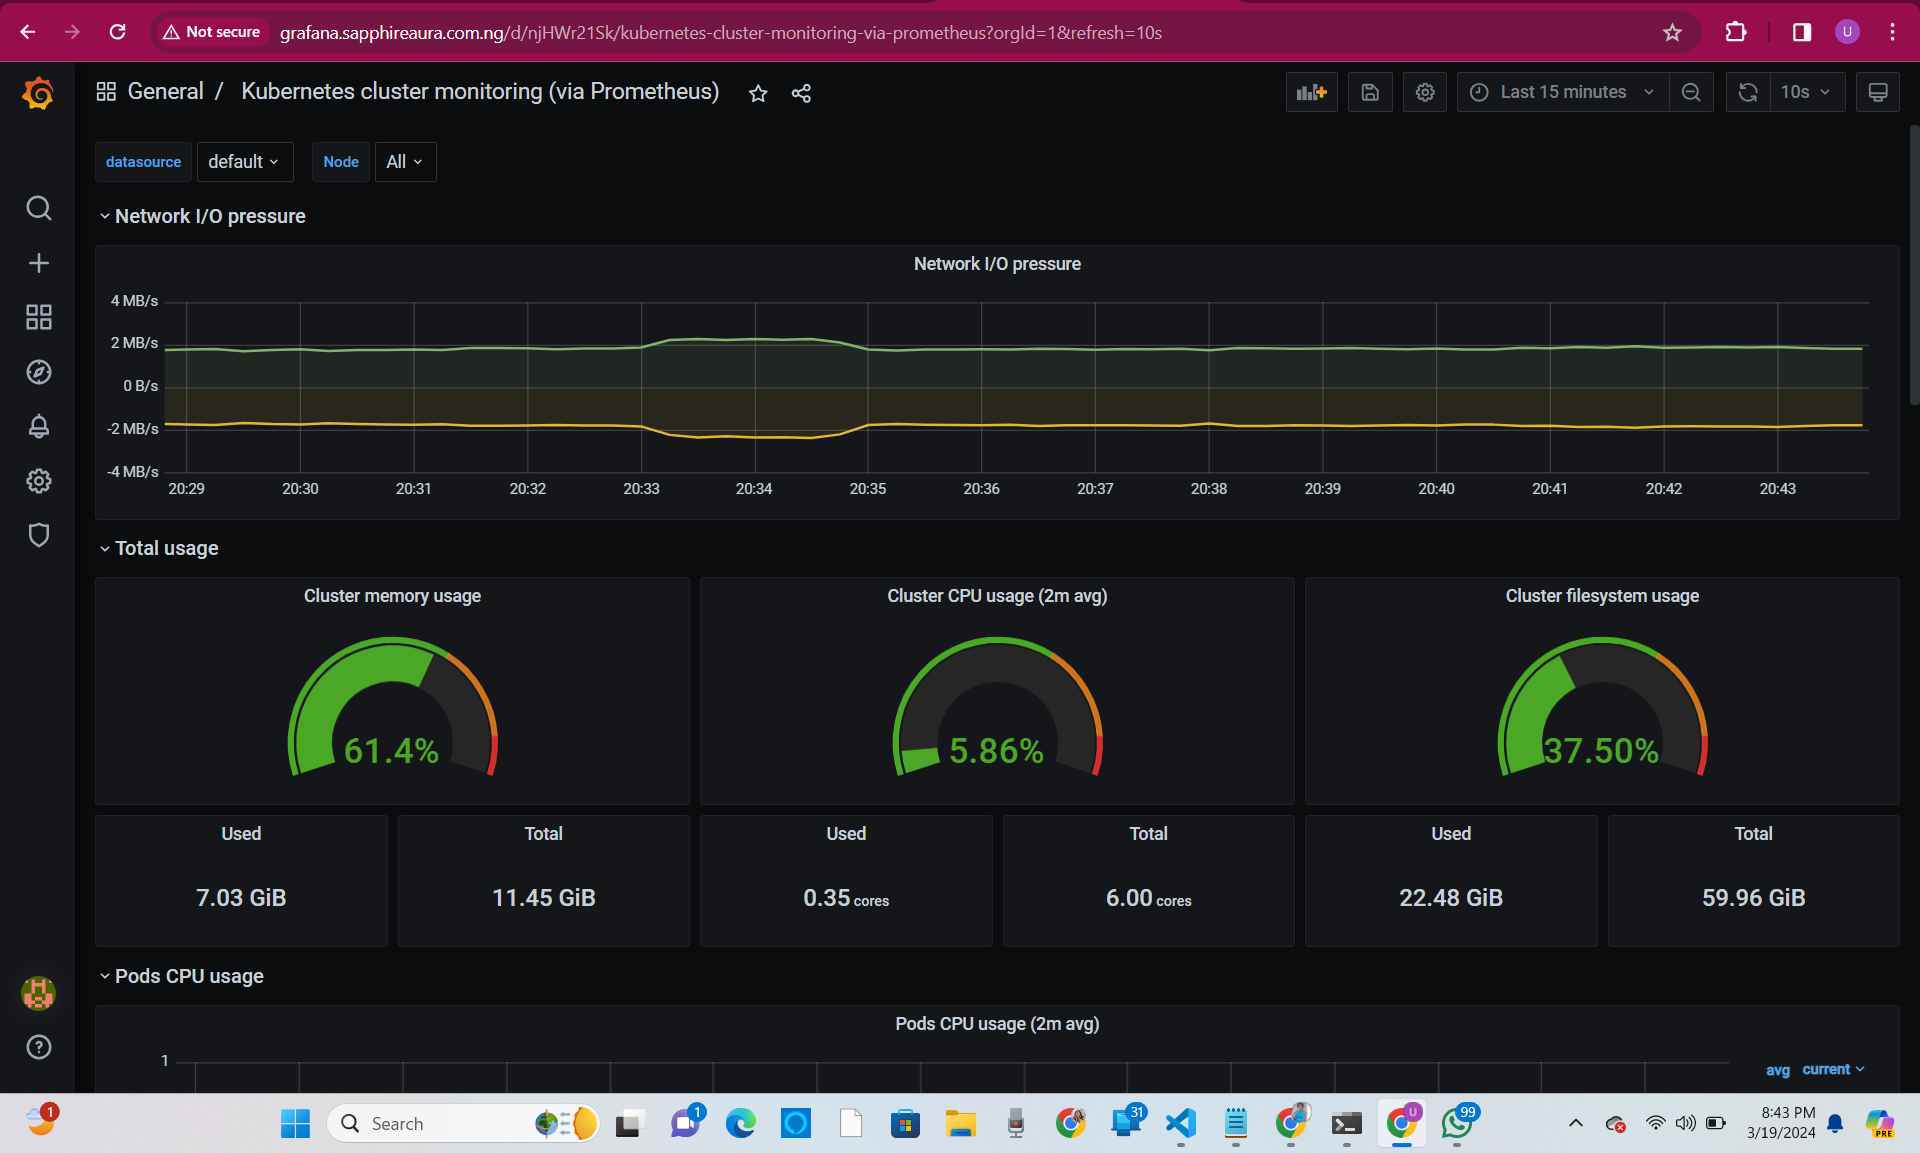 Not secure grafana.sapphireaura.com.ng/d/njHWr21Sk/kubernetes-cluster-monitoring-via-prometheus?orgId=1&refresh=10s
U
General / Kubernetes cluster monitoring (via Prometheus)
Last 15 minutes
10s
datasource default Node All
Network I/O pressure
Network I/O pressure
4 MB/s
2 MB/s
0 B/s
-2 MB/s
-4 MB/s
20:29 20:30 20:31 20:32 20:33 20:34 20:35 20:36 20:37 20:38 20:39 20:40 20:41 20:42 20:43
Total usage
Cluster memory usage
61.4%
Cluster CPU usage (2m avg)
5.86%
Cluster filesystem usage
37.50%
Used
7.03 GiB
Total
11.45 GiB
Used
0.35 cores
Total
6.00 cores
Used
22.48 GiB
Total
59.96 GiB
Pods CPU usage
Pods CPU usage (2m avg)
1
avg current
1
Search
1
31
U
99
8:43 PM
3/19/2024
PRE